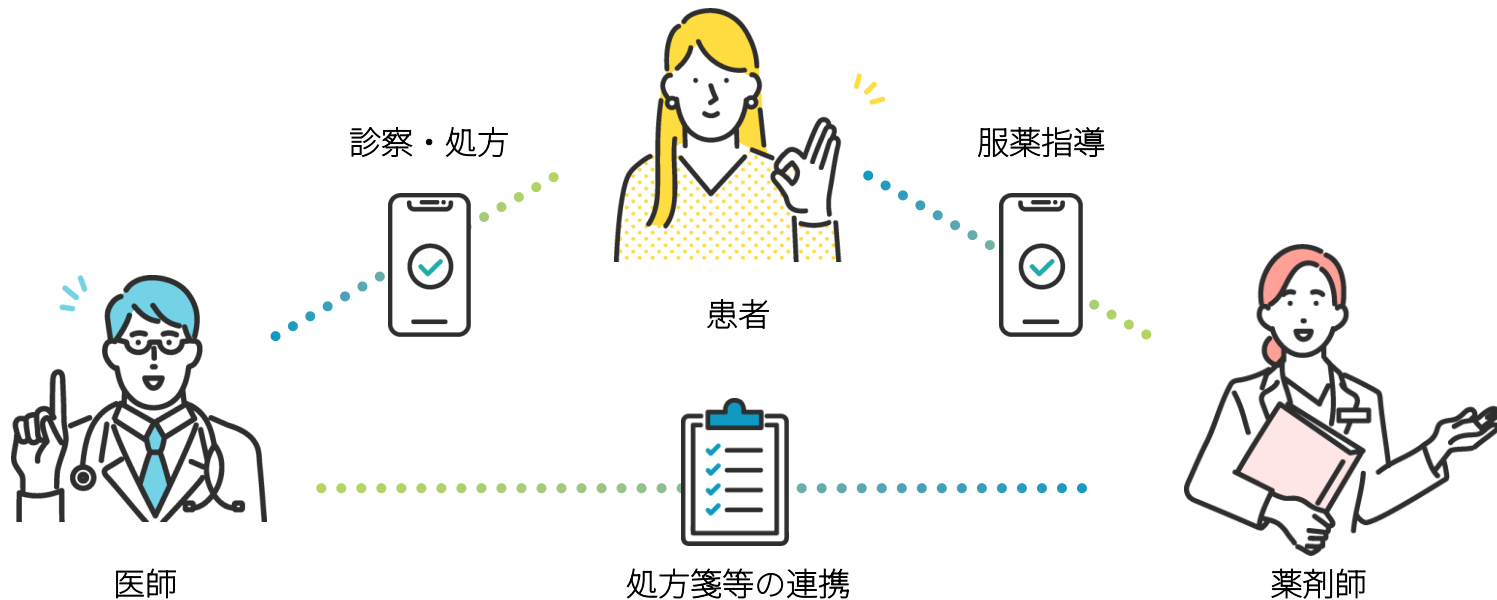 診察・処方
服薬指導
患者
医師
処方箋等の連携
薬剤師